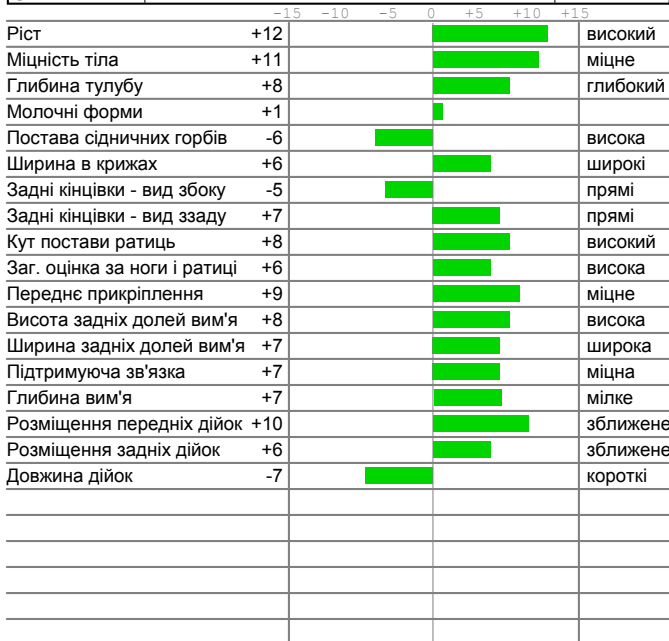 -15 -10 -5 0 +5 +10 +15
Ріст +12 високий
Міцність тіла +11 міцне
Глибина тулубу +8 глибокий
Молочні форми +1
Постава сідничних горбів -6 висока
Ширина в крижах +6 широкі
Задні кінцівки - вид збоку -5 прямі
Задні кінцівки - вид ззаду +7 прямі
Кут постави ратиць +8 високий
Заг. оцінка за ноги і ратиці +6 висока
Переднє прикріплення +9 міцне
Висота задніх долей вим'я +8 висока
Ширина задніх долей вим'я +7 широка
Підтримуюча зв'язка +7 міцна
Глибина вим'я +7 мілке
Розміщення передніх дійок +10 зближене
Розміщення задніх дійок +6 зближене
Довжина дійок -7 короткі